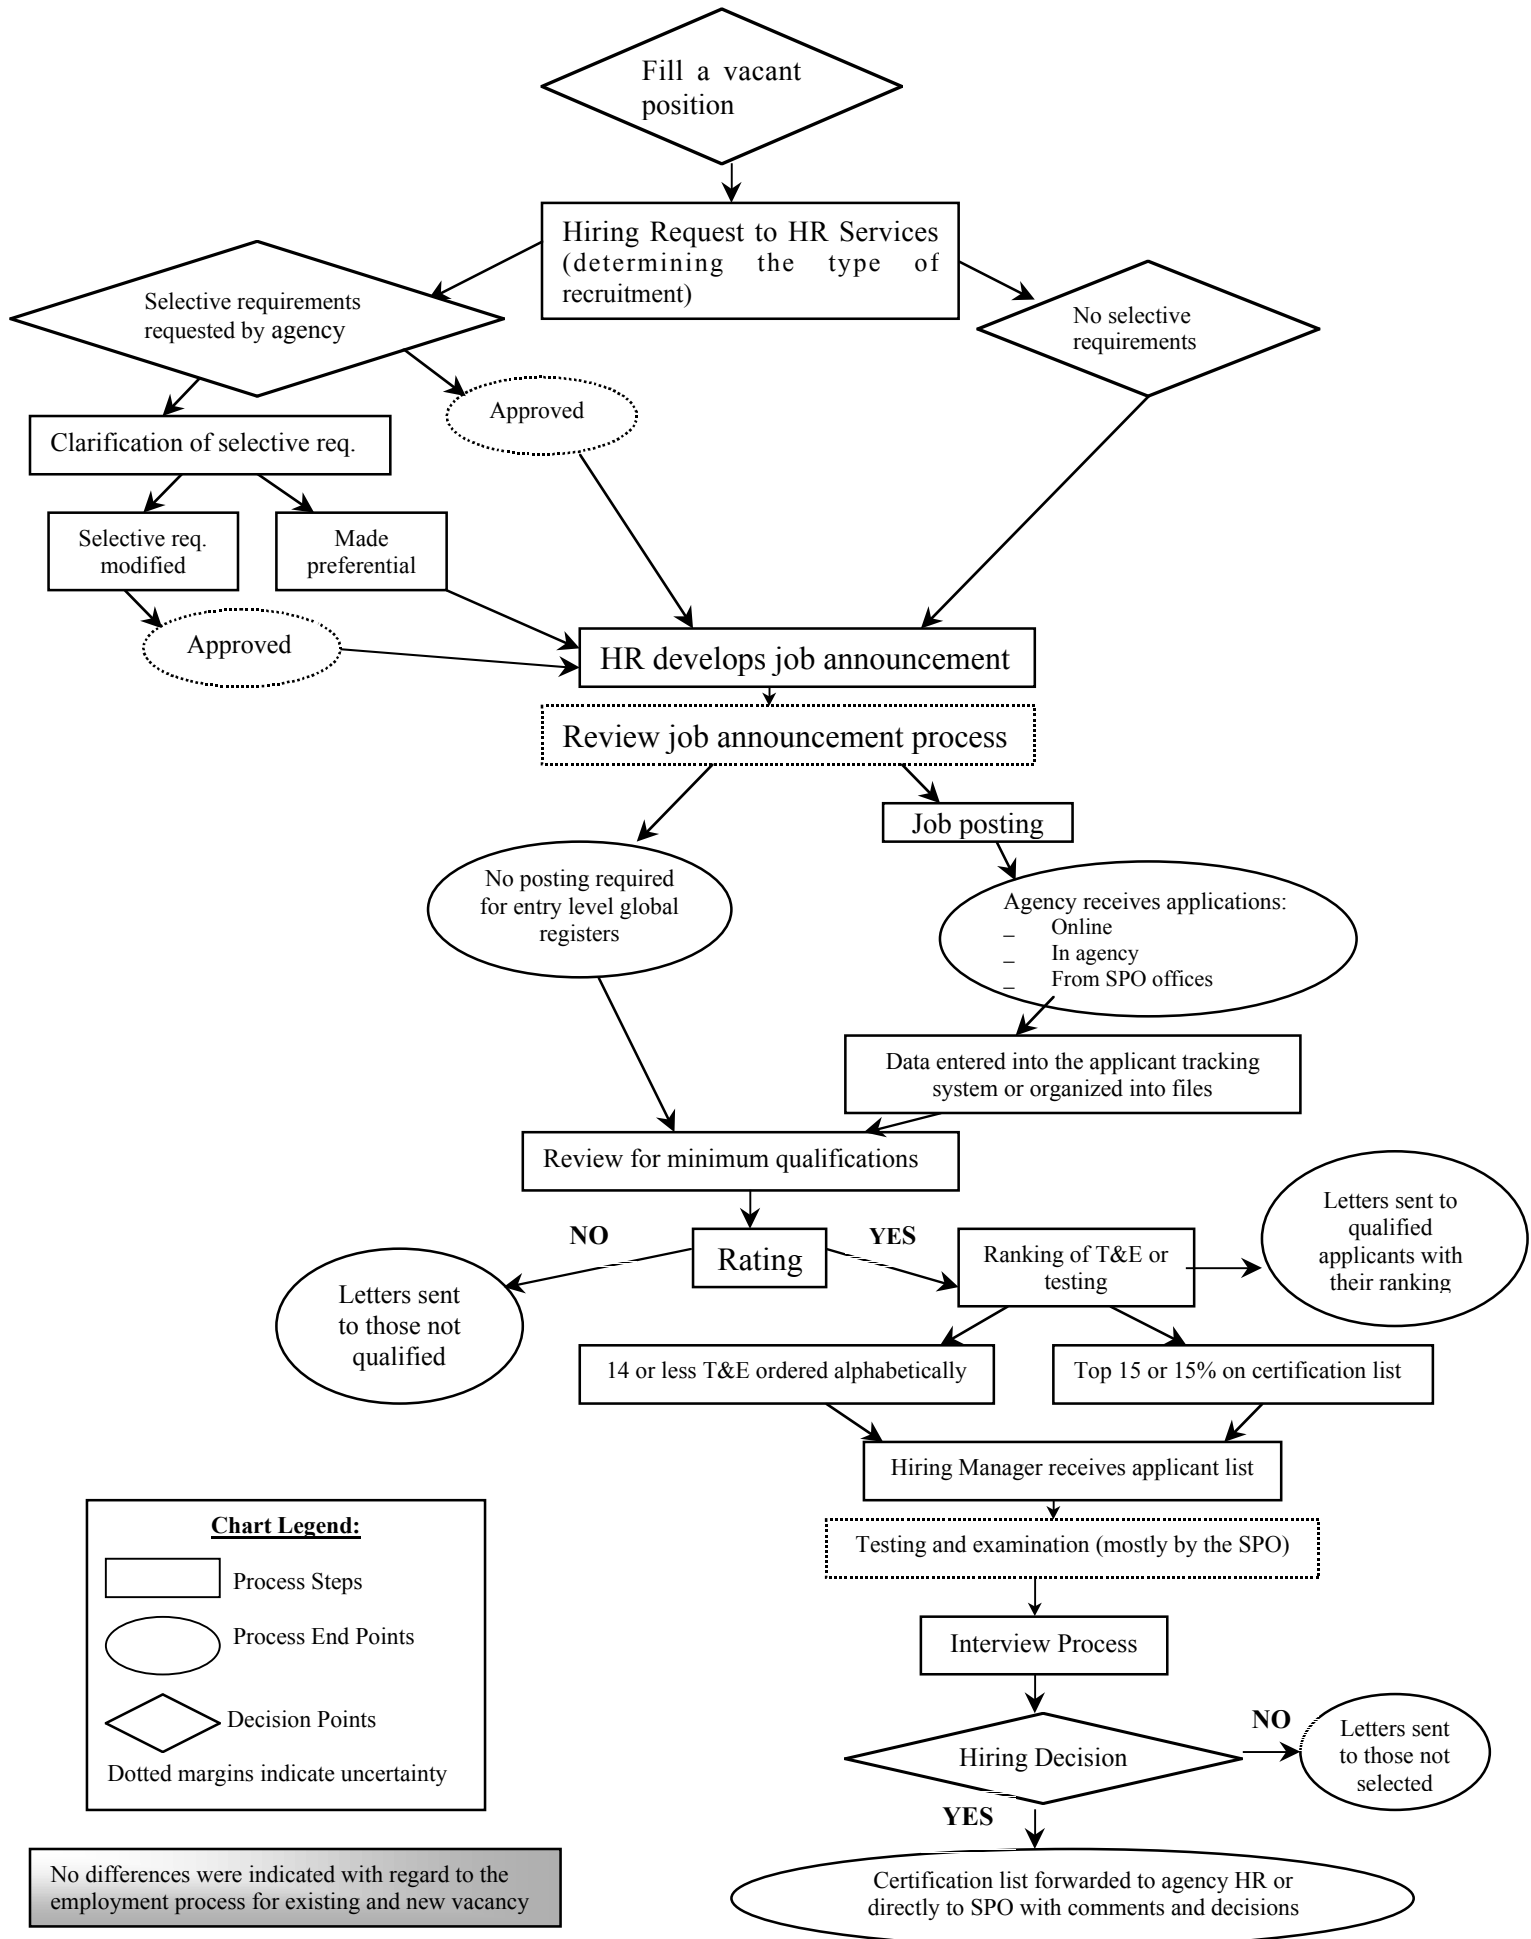 Fill a vacant
position
Hiring Request to HR Services
(determining the type of
recruitment)
Selective requirements
requested by agency
No selective
requirements
Approved
Clarification of selective req.
Selective req.
modified
Made
preferential
Approved
HR develops job announcement
Review job announcement process
Job posting
No posting required
for entry level global
registers
Agency receives applications:
_ Online
_ In agency
_ From SPO offices
Data entered into the applicant tracking
system or organized into files
Review for minimum qualifications
Letters sent to
qualified
applicants with
their ranking
NO
Rating
YES
Ranking of T&E or
testing
Letters sent
to those not
qualified
14 or less T&E ordered alphabetically
Top 15 or 15% on certification list
Hiring Manager receives applicant list
Testing and examination (mostly by the SPO)
Interview Process
Hiring Decision
NO
Letters sent
to those not
selected
YES
Certification list forwarded to agency HR or
directly to SPO with comments and decisions
Chart Legend:
Process Steps
Process End Points
Decision Points
Dotted margins indicate uncertainty
No differences were indicated with regard to the
employment process for existing and new vacancy